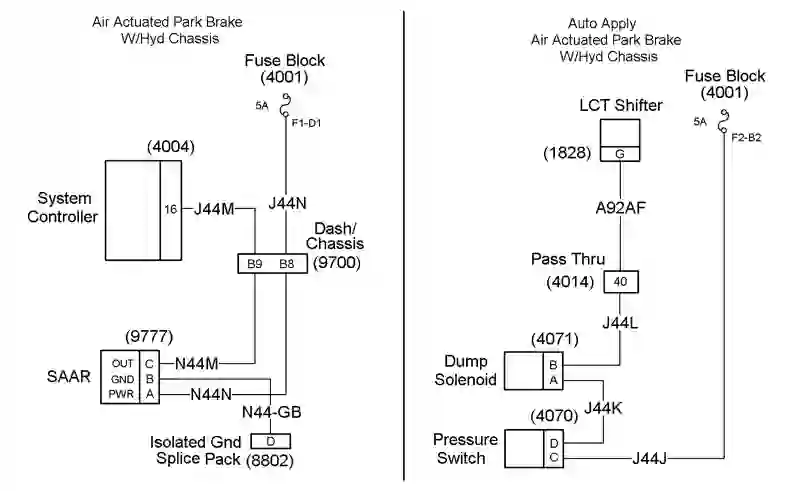 Air Actuated Park Brake
W/Hyd Chassis
Fuse Block
(4001)
5A
F1-D1
(4004)
System
Controller
16
J44M
J44N
Dash/
Chassis
(9700)
B9 B8
(9777)
SAAR
OUT C
GND B
PWR A
N44M
N44N
N44-GB
Isolated Gnd
Splice Pack (8802)
D
Auto Apply
Air Actuated Park Brake
W/Hyd Chassis
Fuse Block
(4001)
5A
F2-B2
LCT Shifter
(1828)
G
A92AF
Pass Thru
(4014)
40
J44L
(4071)
Dump
Solenoid
B
A
J44K
(4070)
Pressure
Switch
D
C
J44J